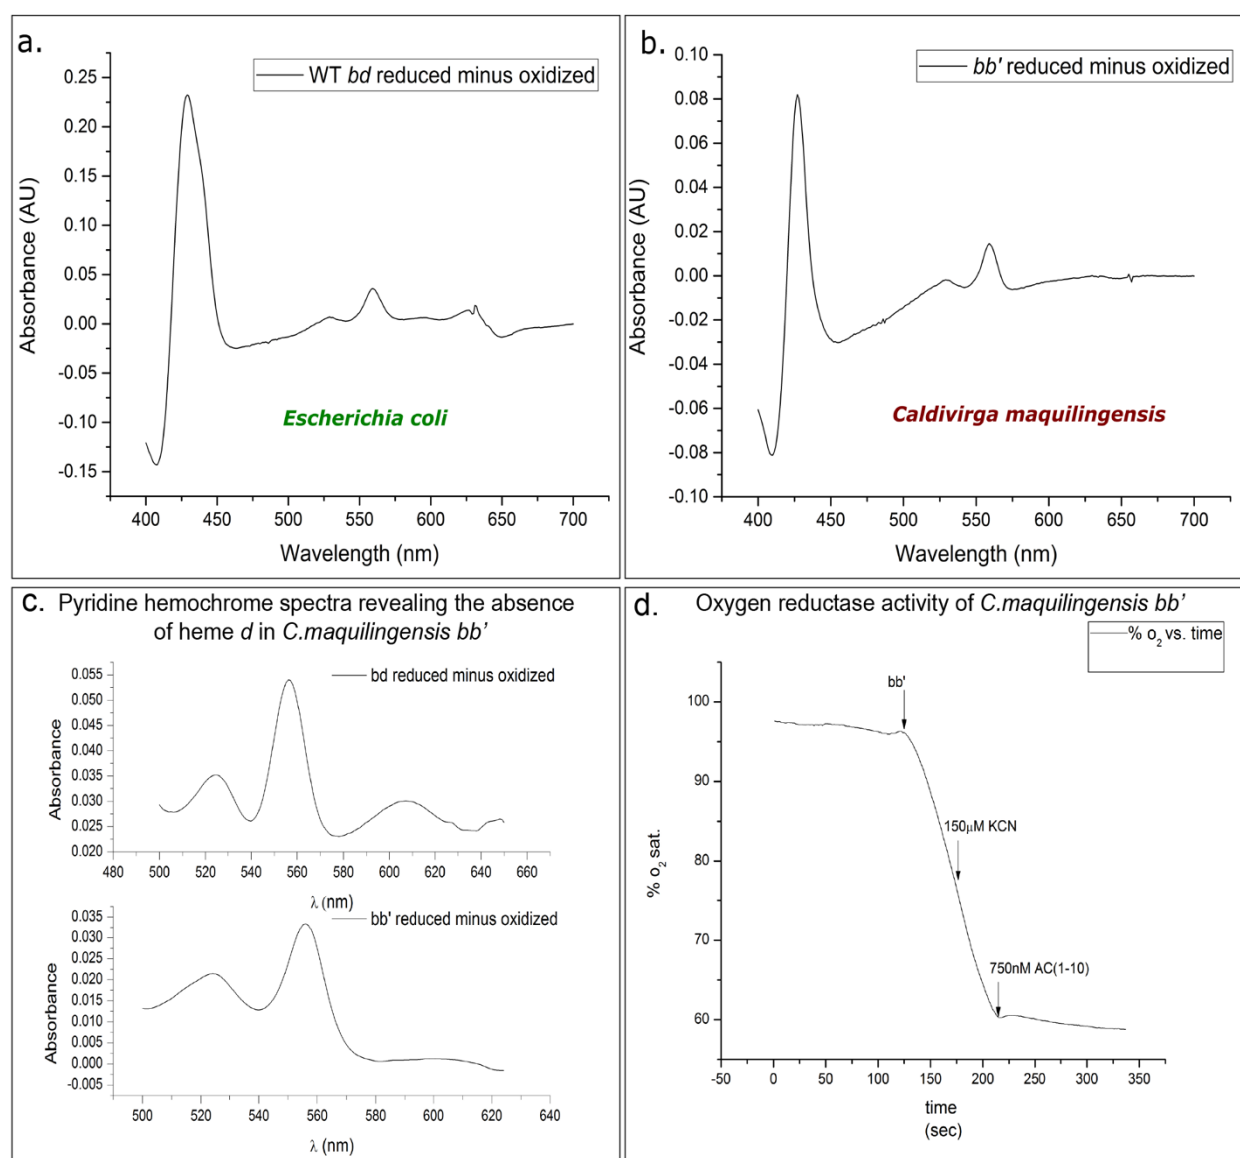 a.
WT bd reduced minus oxidized
0.25
0.20
0.15
0.10
0.05
0.00
-0.05
-0.10
-0.15
Absorbance (AU)
Escherichia coli
400 450 500 550 600 650 700
Wavelength (nm)
b.
bb' reduced minus oxidized
0.10
0.08
0.06
0.04
0.02
0.00
-0.02
-0.04
-0.06
-0.08
-0.10
Absorbance (AU)
Caldivirga maquilingensis
400 450 500 550 600 650 700
Wavelength (nm)
c. Pyridine hemochrome spectra revealing the absence
of heme d in C.maquilingensis bb'
bd reduced minus oxidized
0.055
0.050
0.045
0.040
0.035
0.030
0.025
0.020
Absorbance
480 500 520 540 560 580 600 620 640 660
λ (nm)
bb' reduced minus oxidized
0.035
0.030
0.025
0.020
0.015
0.010
0.005
0.000
-0.005
Absorbance
500 520 540 560 580 600 620 640
λ (nm)
d. Oxygen reductase activity of C.maquilingensis bb'
% o2 vs. time
100
90
80
70
60
% o2 sat.
bb'
150μM KCN
750nM AC(1-10)
-50 0 50 100 150 200 250 300 350
time
(sec)